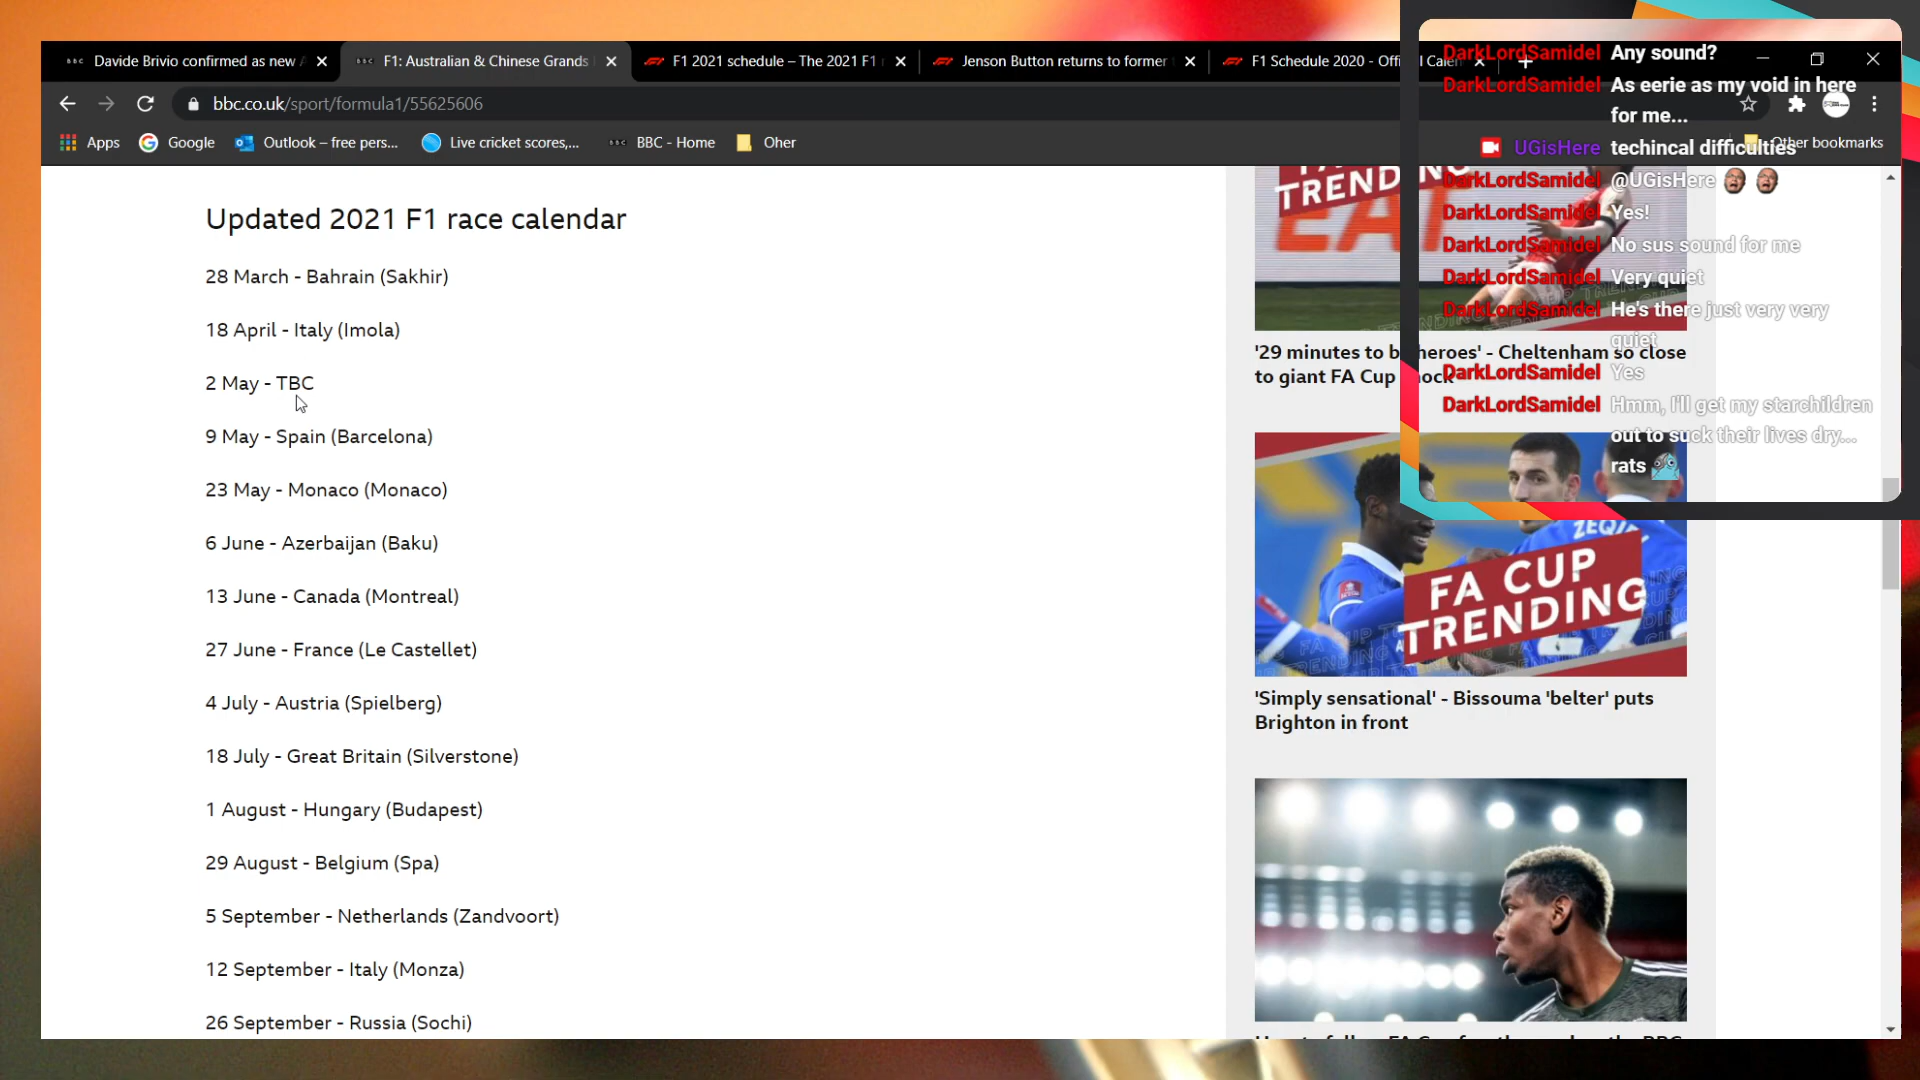 Davide Brivio confirmed as new
F1: Australian & Chinese Grands
F1 2021 schedule – The 2021 F1
Jenson Button returns to former
F1 Schedule 2020 - Offi
bbc.co.uk/sport/formula1/55625606
Apps
Google
Outlook – free pers...
Live cricket scores,...
BBC - Home
Oher
Other bookmarks
Updated 2021 F1 race calendar
28 March - Bahrain (Sakhir)
18 April - Italy (Imola)
2 May - TBC
9 May - Spain (Barcelona)
23 May - Monaco (Monaco)
6 June - Azerbaijan (Baku)
13 June - Canada (Montreal)
27 June - France (Le Castellet)
4 July - Austria (Spielberg)
18 July - Great Britain (Silverstone)
1 August - Hungary (Budapest)
29 August - Belgium (Spa)
5 September - Netherlands (Zandvoort)
12 September - Italy (Monza)
26 September - Russia (Sochi)
DarkLordSamidel Any sound?
DarkLordSamidel As eerie as my void in here
for me...
UGisHere techincal difficulties
DarkLordSamidel @UGisHere
DarkLordSamidel Yes!
DarkLordSamidel No sus sound for me
DarkLordSamidel Very quiet
DarkLordSamidel He's there just very very
quiet
DarkLordSamidel Yes
DarkLordSamidel Hmm, I'll get my starchildren
out to suck their lives dry...
rats
TRENDING
'29 minutes to b heroes' - Cheltenham so close
to giant FA Cup
ZEQI
FA CUP
TRENDING
'Simply sensational' - Bissouma 'belter' puts
Brighton in front